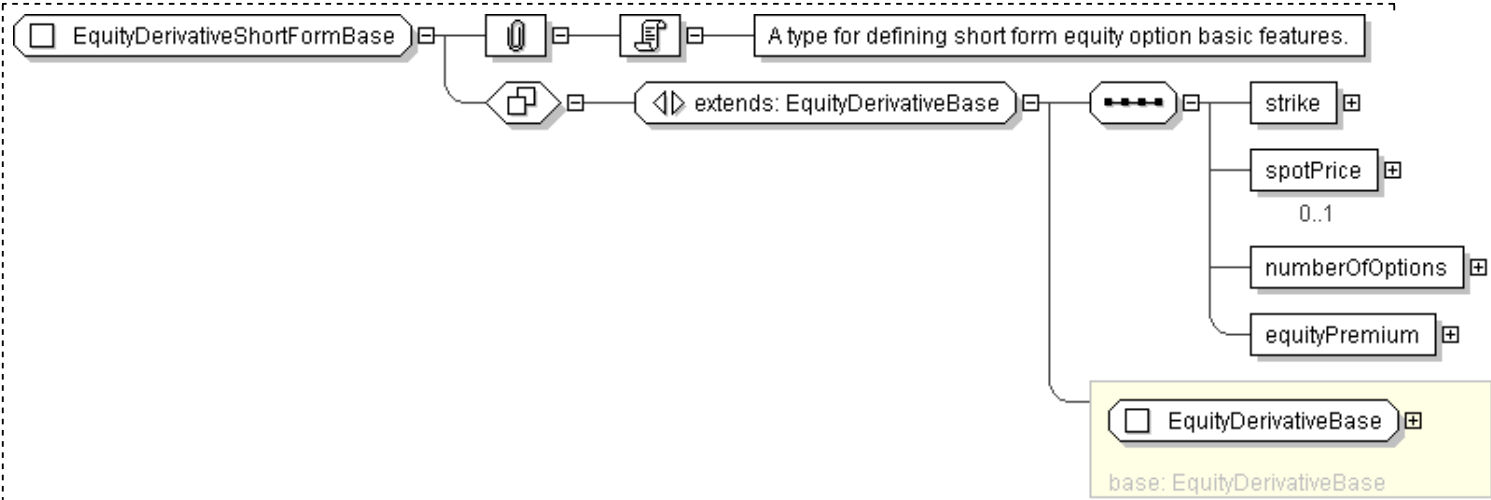 EquityDerivativeShortFormBase
A type for defining short form equity option basic features.
extends: EquityDerivativeBase
strike
spotPrice
0..1
numberOfOptions
equityPremium
EquityDerivativeBase
base: EquityDerivativeBase